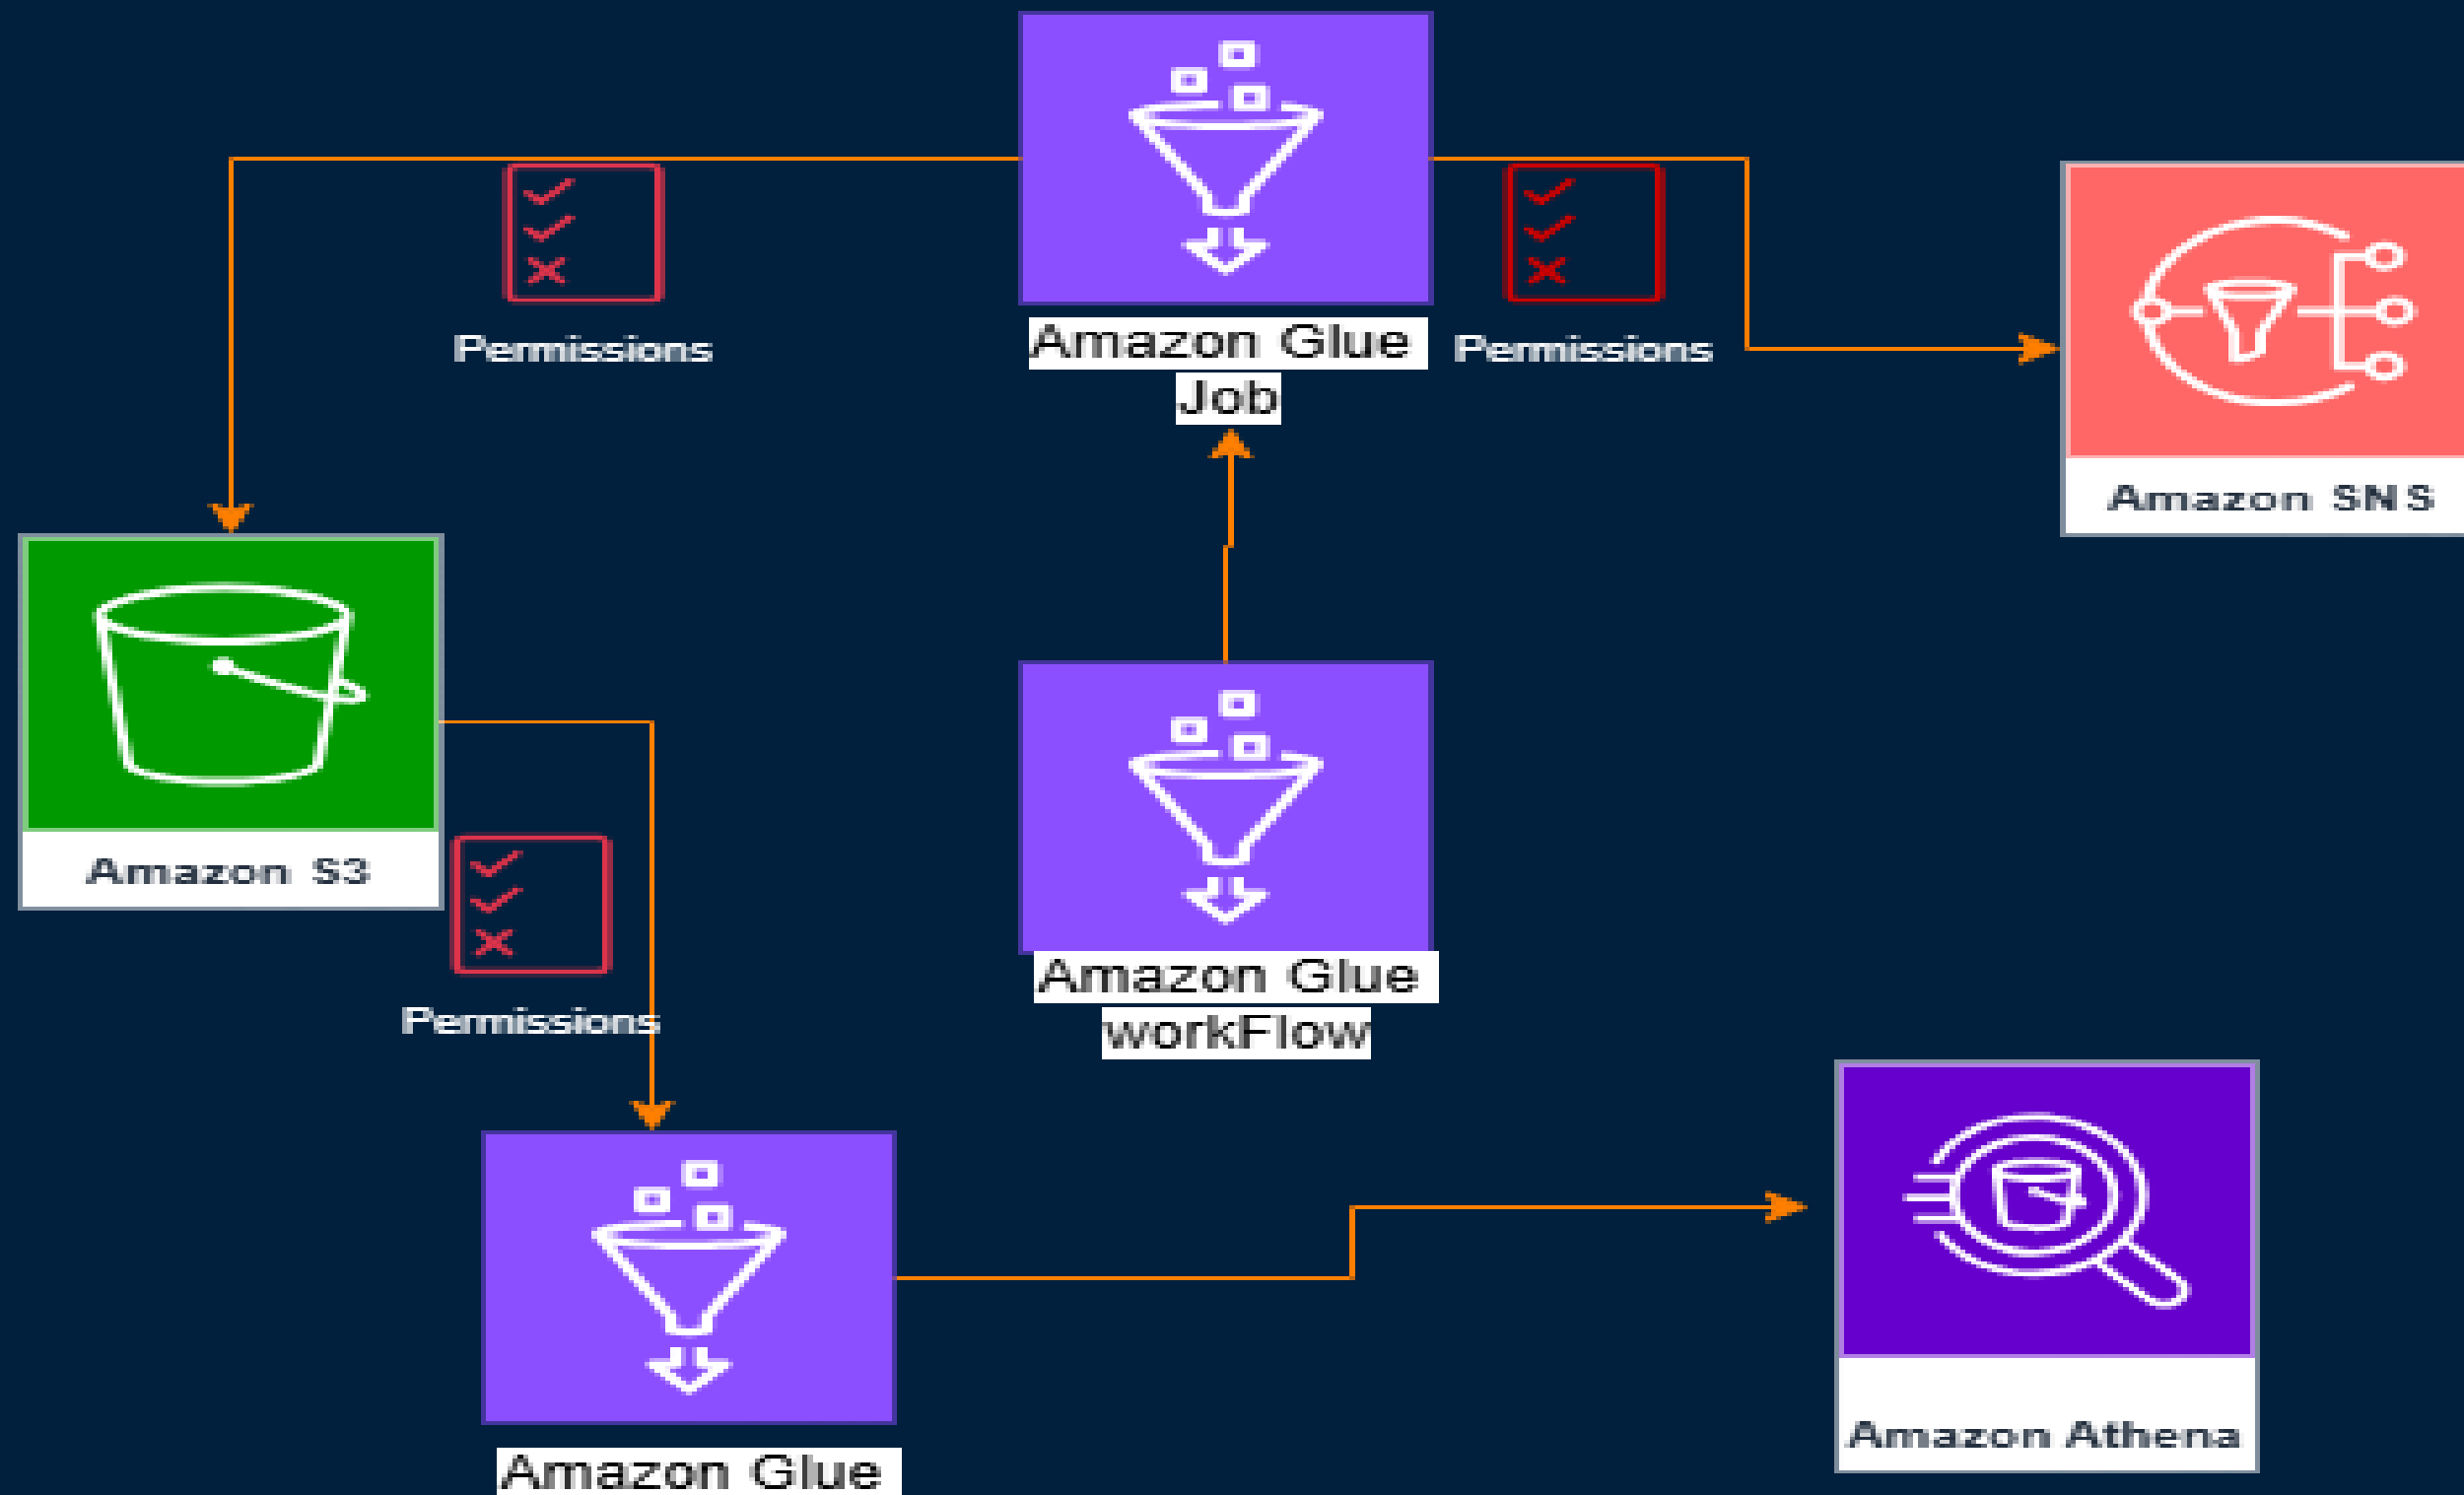 Permissions
Amazon Glue
Job
Permissions
Amazon SNS
Amazon S3
Permissions
Amazon Glue
workFlow
Amazon Athena
Amazon Glue